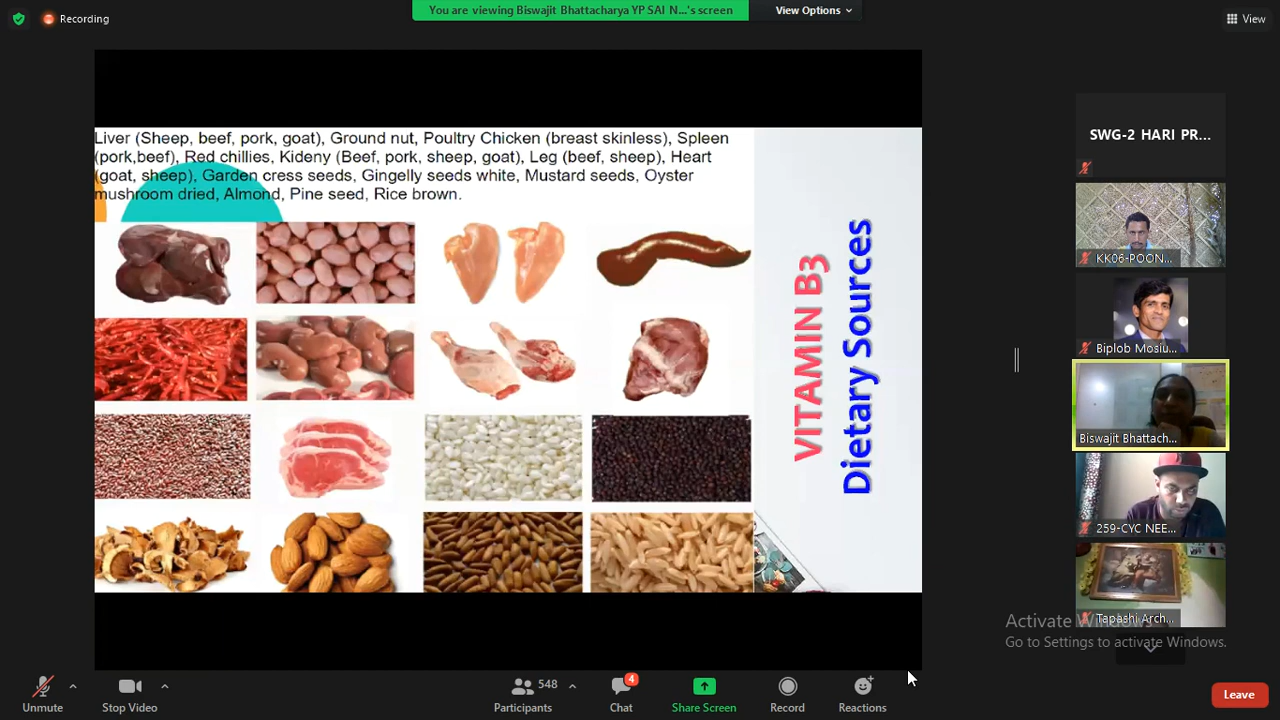 Recording
You are viewing Biswajit Bhattacharya YP SAI N...'s screen
View Options
View
Liver (Sheep, beef, pork, goat), Ground nut, Poultry Chicken (breast skinless), Spleen
(pork,beef), Red chillies, Kideny (Beef, pork, sheep, goat), Leg (beef, sheep), Heart
(goat, sheep), Garden cress seeds, Gingelly seeds white, Mustard seeds, Oyster
mushroom dried, Almond, Pine seed, Rice brown.
VITAMIN B3
Dietary Sources
SWG-2 HARI PR...
KK06-POON...
Biplob Mosiu...
Biswajit Bhattach...
259-CYC NEE...
Tapashi Arch...
Activate Windows
Go to Settings to activate Windows.
Unmute
Stop Video
548
Participants
4
Chat
Share Screen
Record
Reactions
Leave